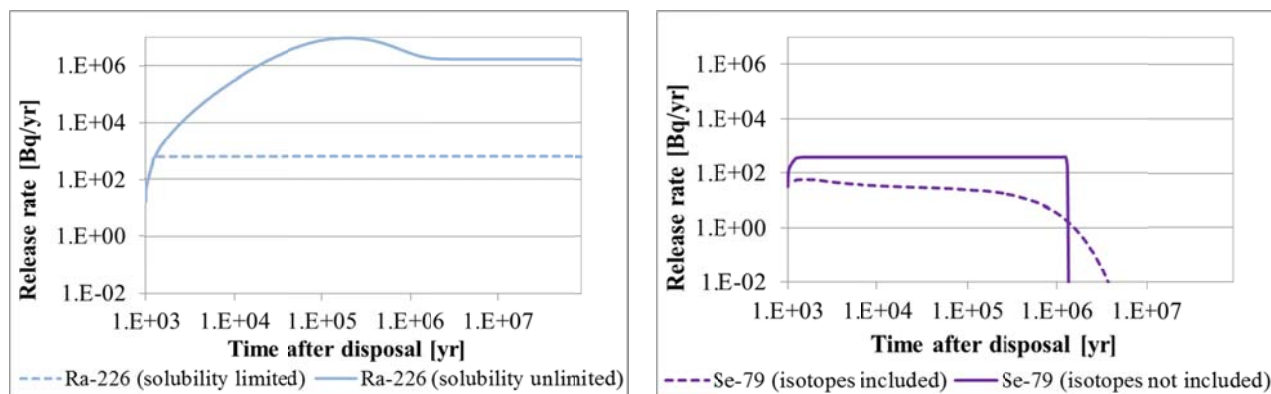 1.E+06
1.E+04
1.E+02
1.E+00
1.E-02
Release rate [Bq/yr]
1.E+03 1.E+04 1.E+05 1.E+06 1.E+07
Time after disposal [yr]
Ra-226 (solubility limited) Ra-226 (solubility unlimited)
1.E+06
1.E+04
1.E+02
1.E+00
1.E-02
Release rate [Bq/yr]
1.E+03 1.E+04 1.E+05 1.E+06 1.E+07
Time after disposal [yr]
Se-79 (isotopes included) Se-79 (isotopes not included)